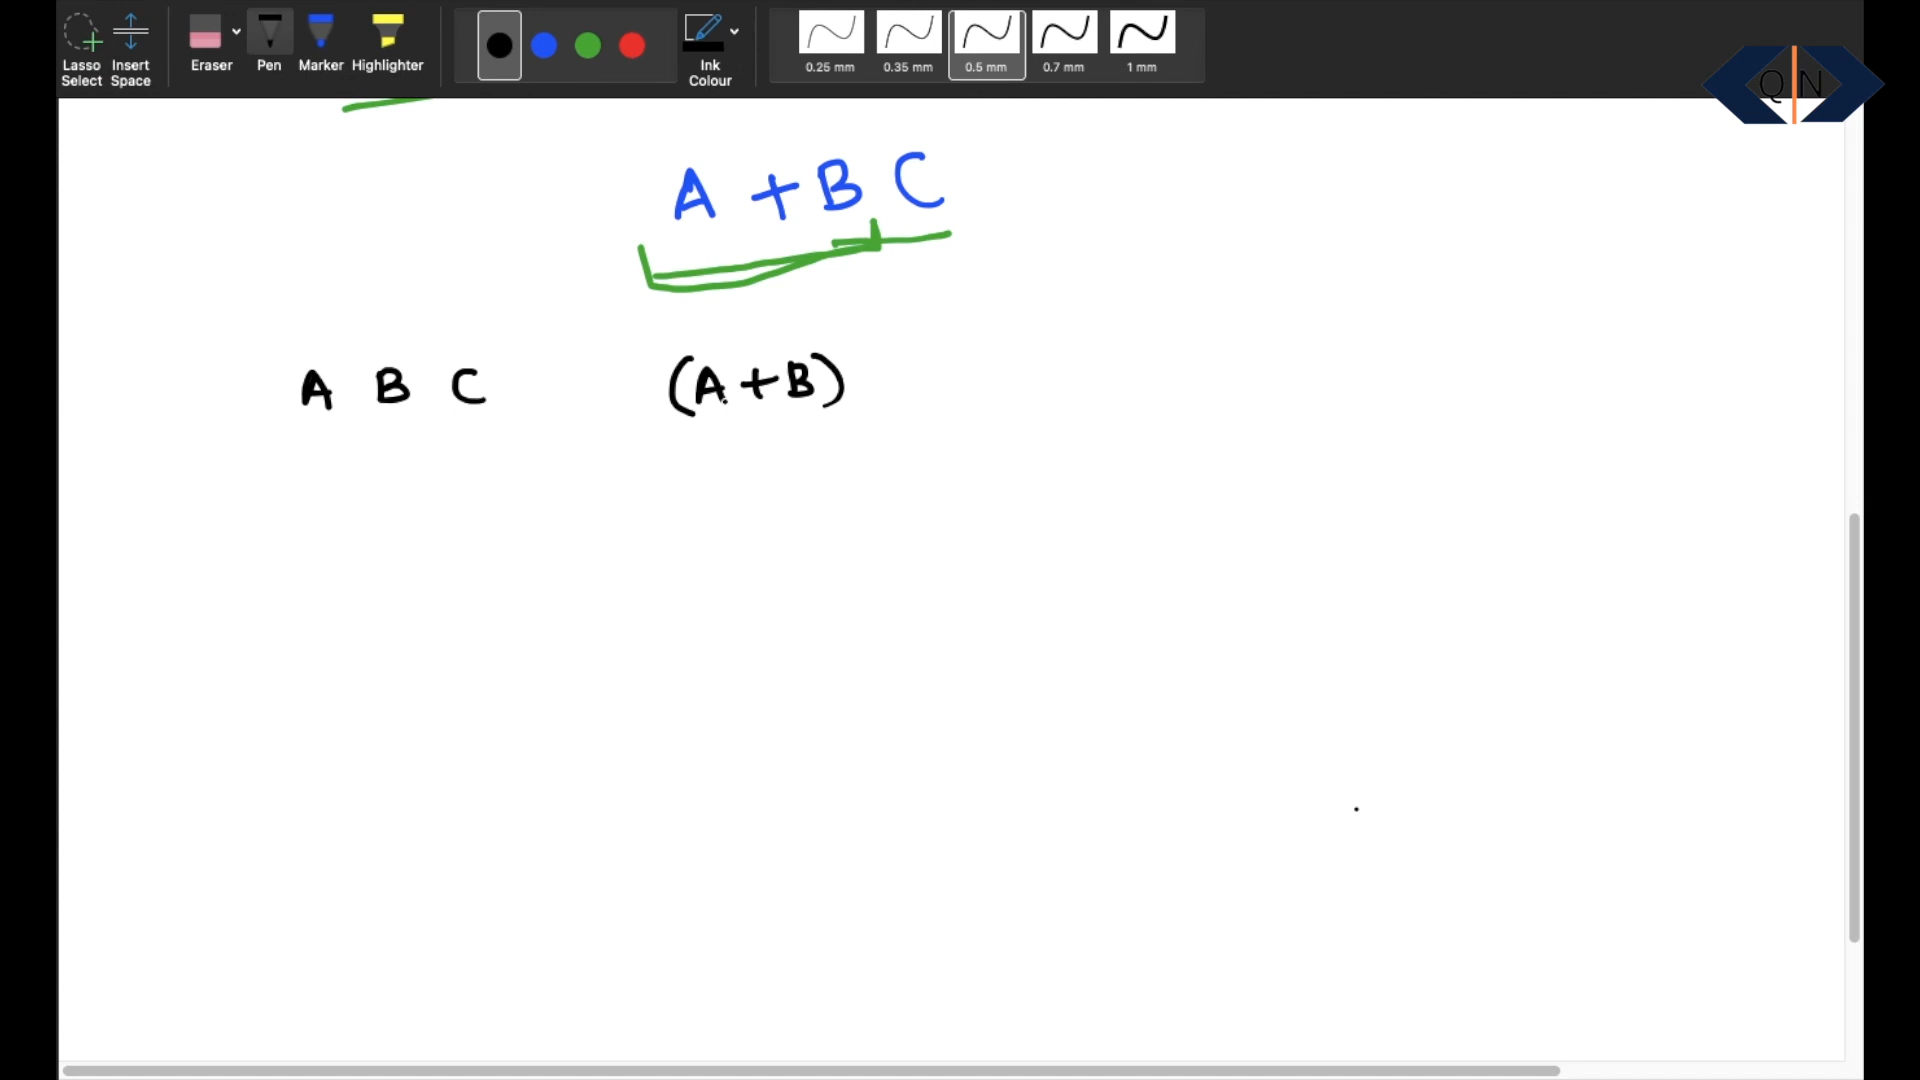 Lasso Select
Insert Space
Eraser
Pen
Marker
Highlighter
Ink Colour
0.25 mm
0.35 mm
0.5 mm
0.7 mm
1 mm
Q N
A + B C
A B C (A + B)